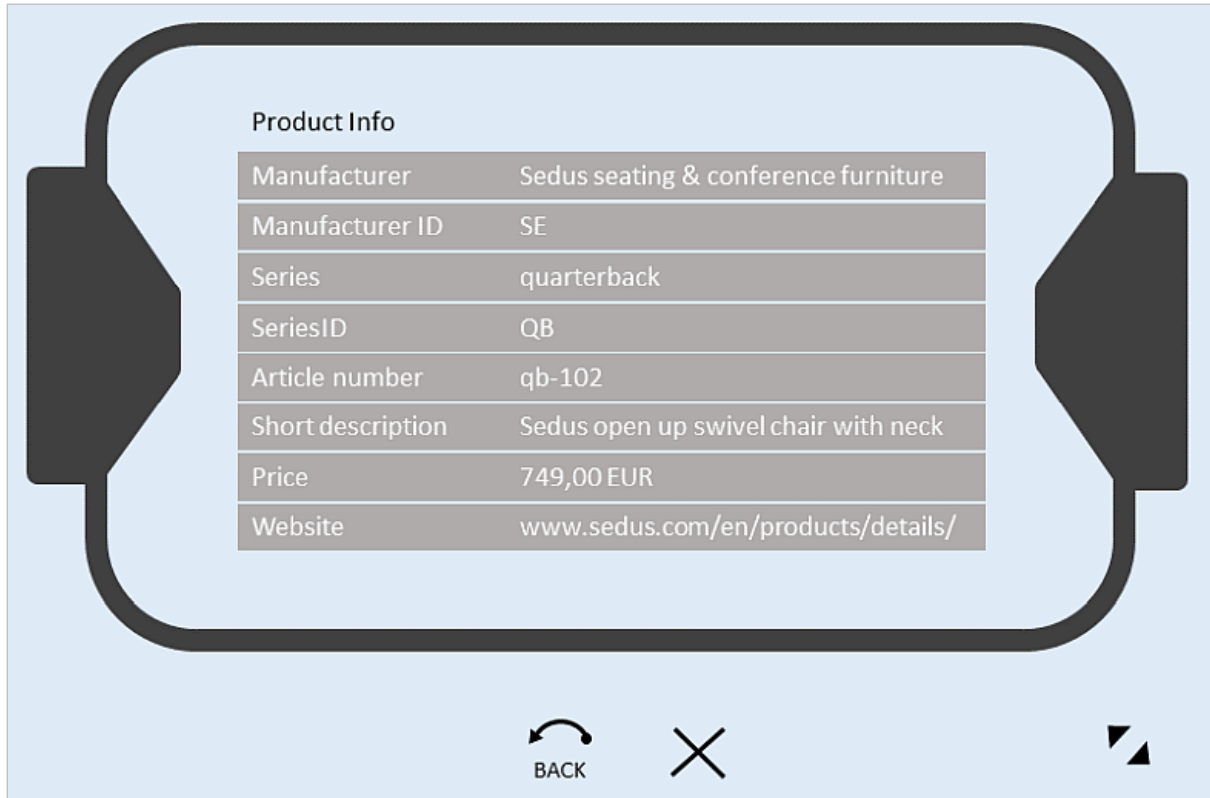 Product Info
Manufacturer Sedus seating & conference furniture
Manufacturer ID SE
Series quarterback
SeriesID QB
Article number qb-102
Short description Sedus open up swivel chair with neck
Price 749,00 EUR
Website www.sedus.com/en/products/details/
BACK